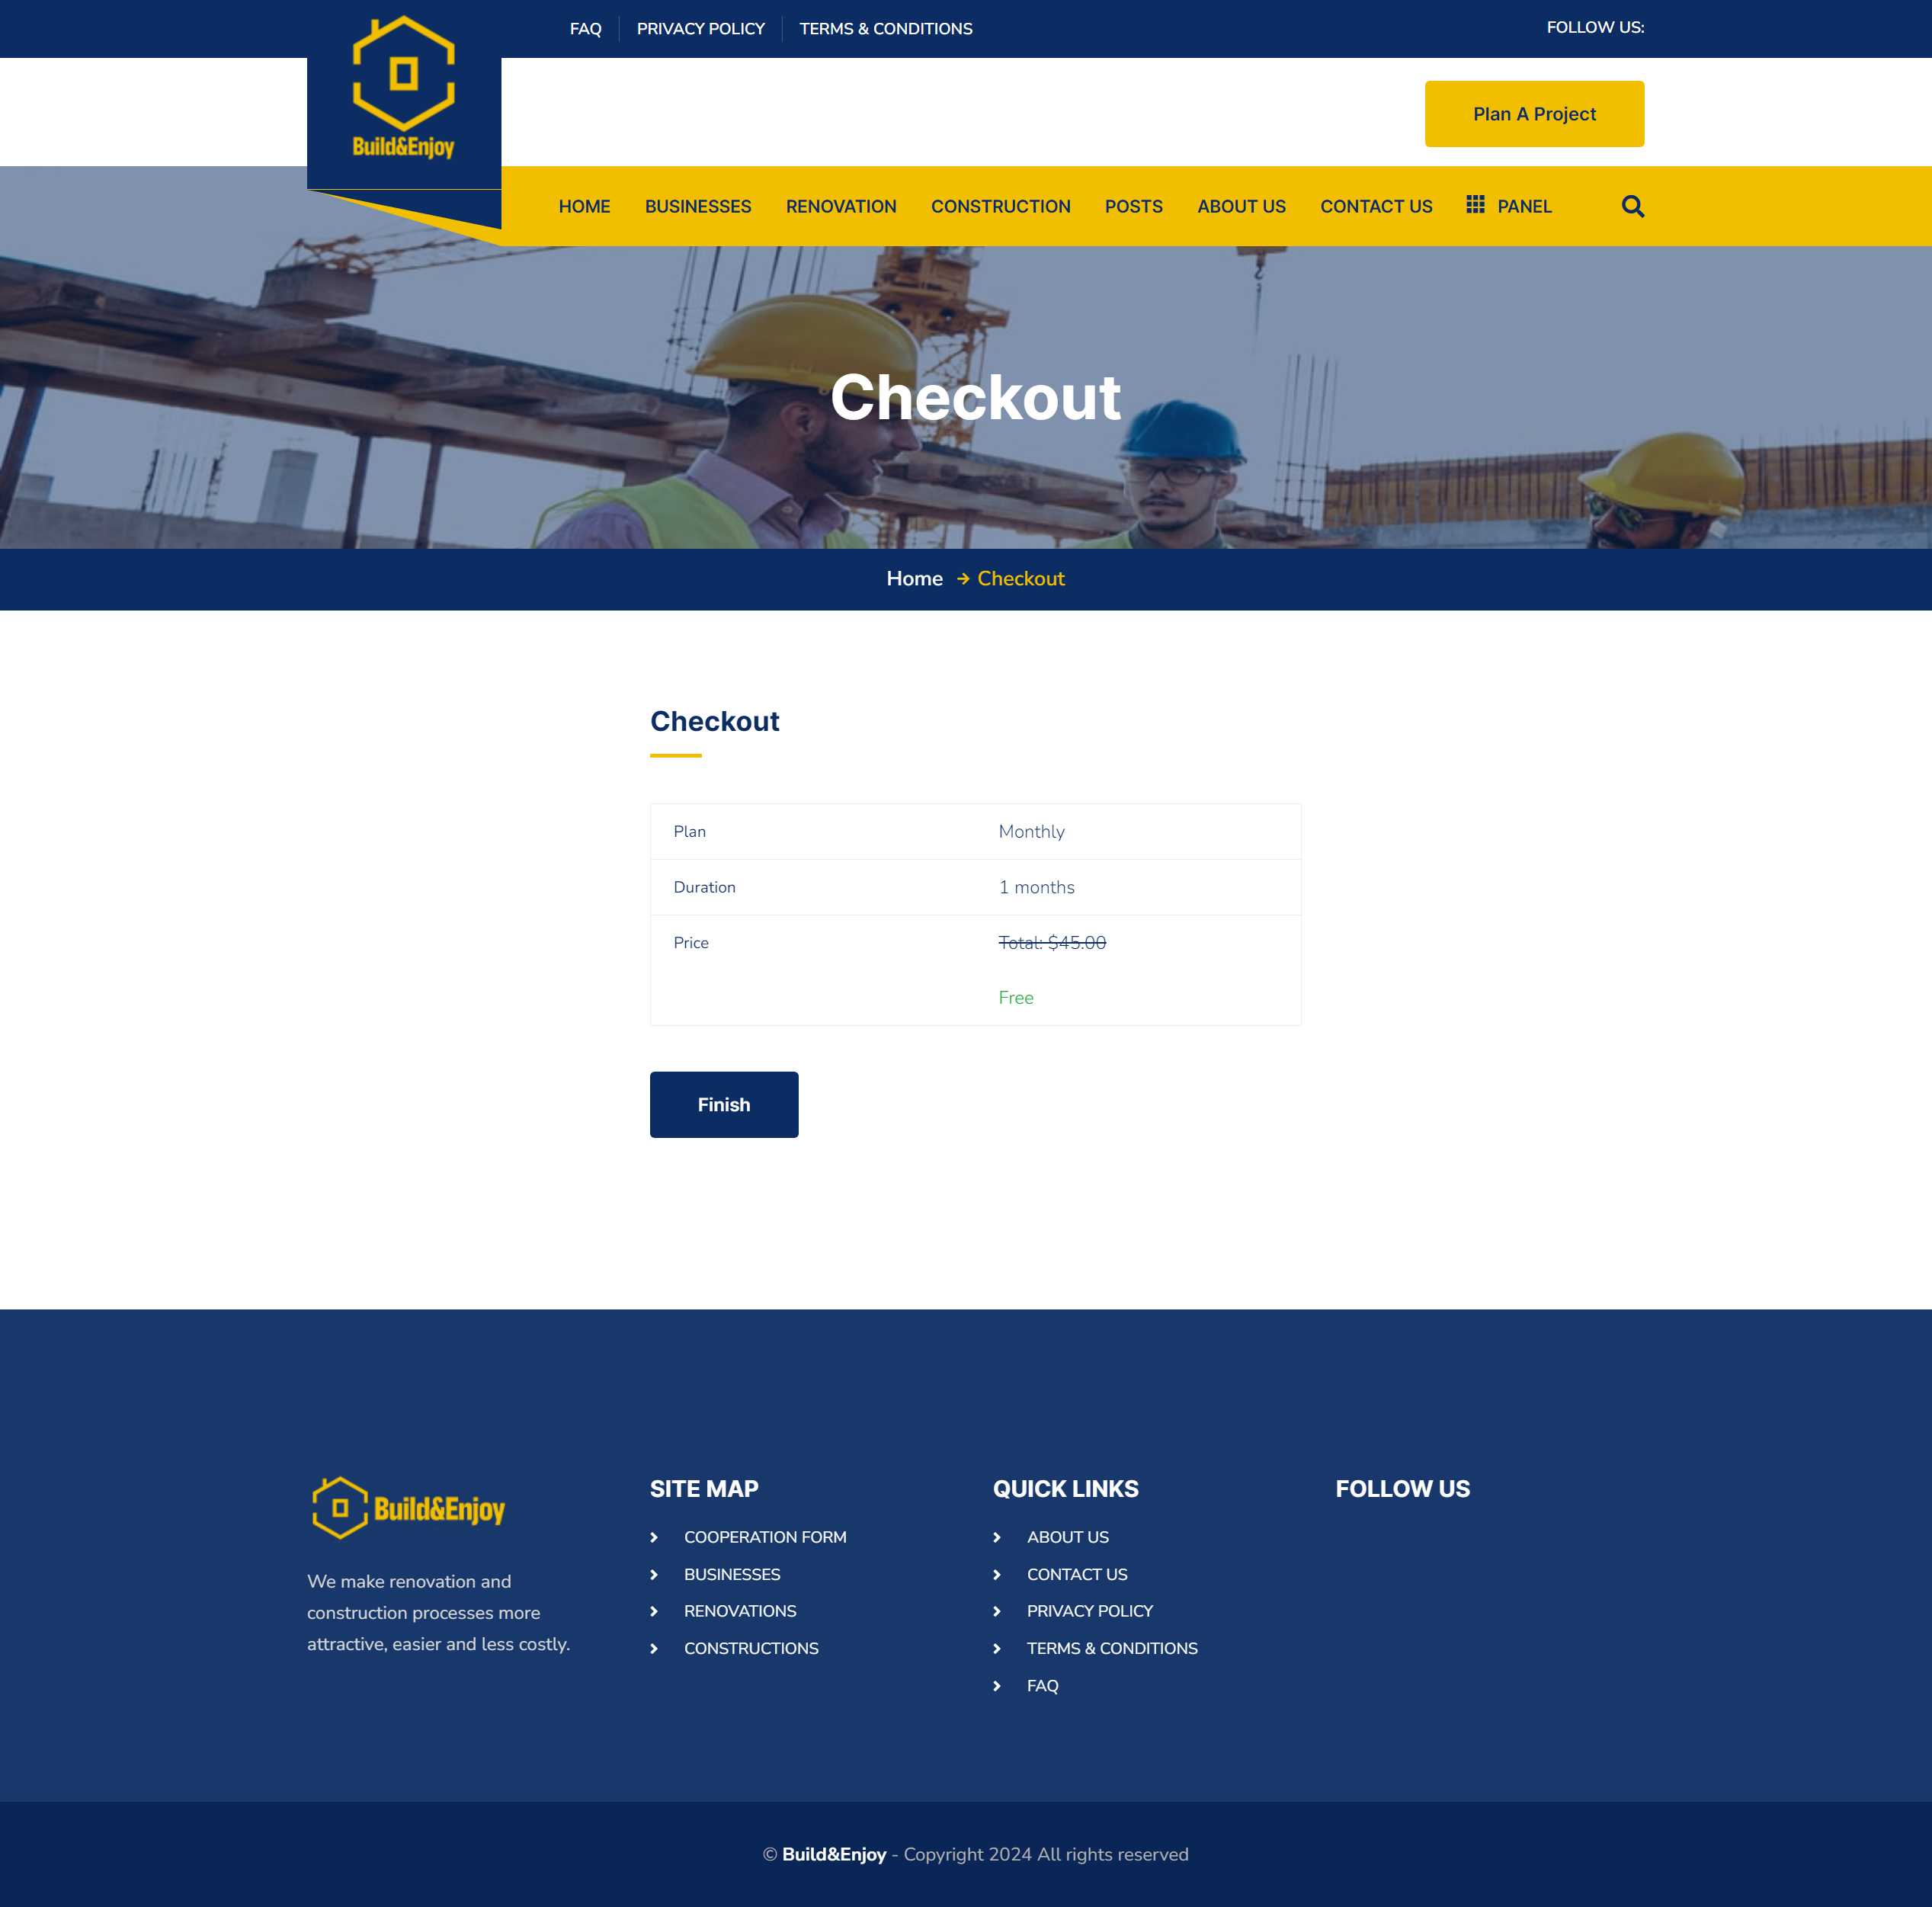 FAQ
PRIVACY POLICY
TERMS & CONDITIONS
FOLLOW US:
Build&Enjoy
Plan A Project
HOME
BUSINESSES
RENOVATION
CONSTRUCTION
POSTS
ABOUT US
CONTACT US
PANEL
Checkout
Home
Checkout
Checkout
Plan
Monthly
Duration
1 months
Price
Total: $45.00
Free
Finish
Build&Enjoy
We make renovation and
construction processes more
attractive, easier and less costly.
SITE MAP
COOPERATION FORM
BUSINESSES
RENOVATIONS
CONSTRUCTIONS
QUICK LINKS
ABOUT US
CONTACT US
PRIVACY POLICY
TERMS & CONDITIONS
FAQ
FOLLOW US
© Build&Enjoy - Copyright 2024 All rights reserved